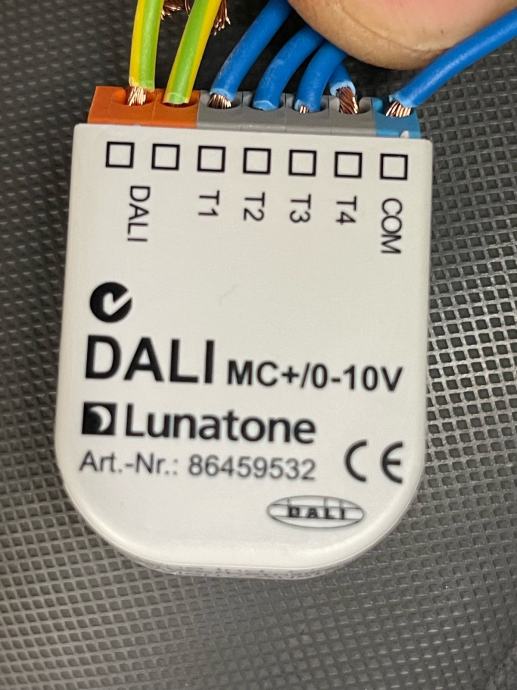 DALI T1 T2 T3 T4 COM
DALI MC+/0-10V
Lunatone
Art.-Nr.: 86459532 CE
DALI